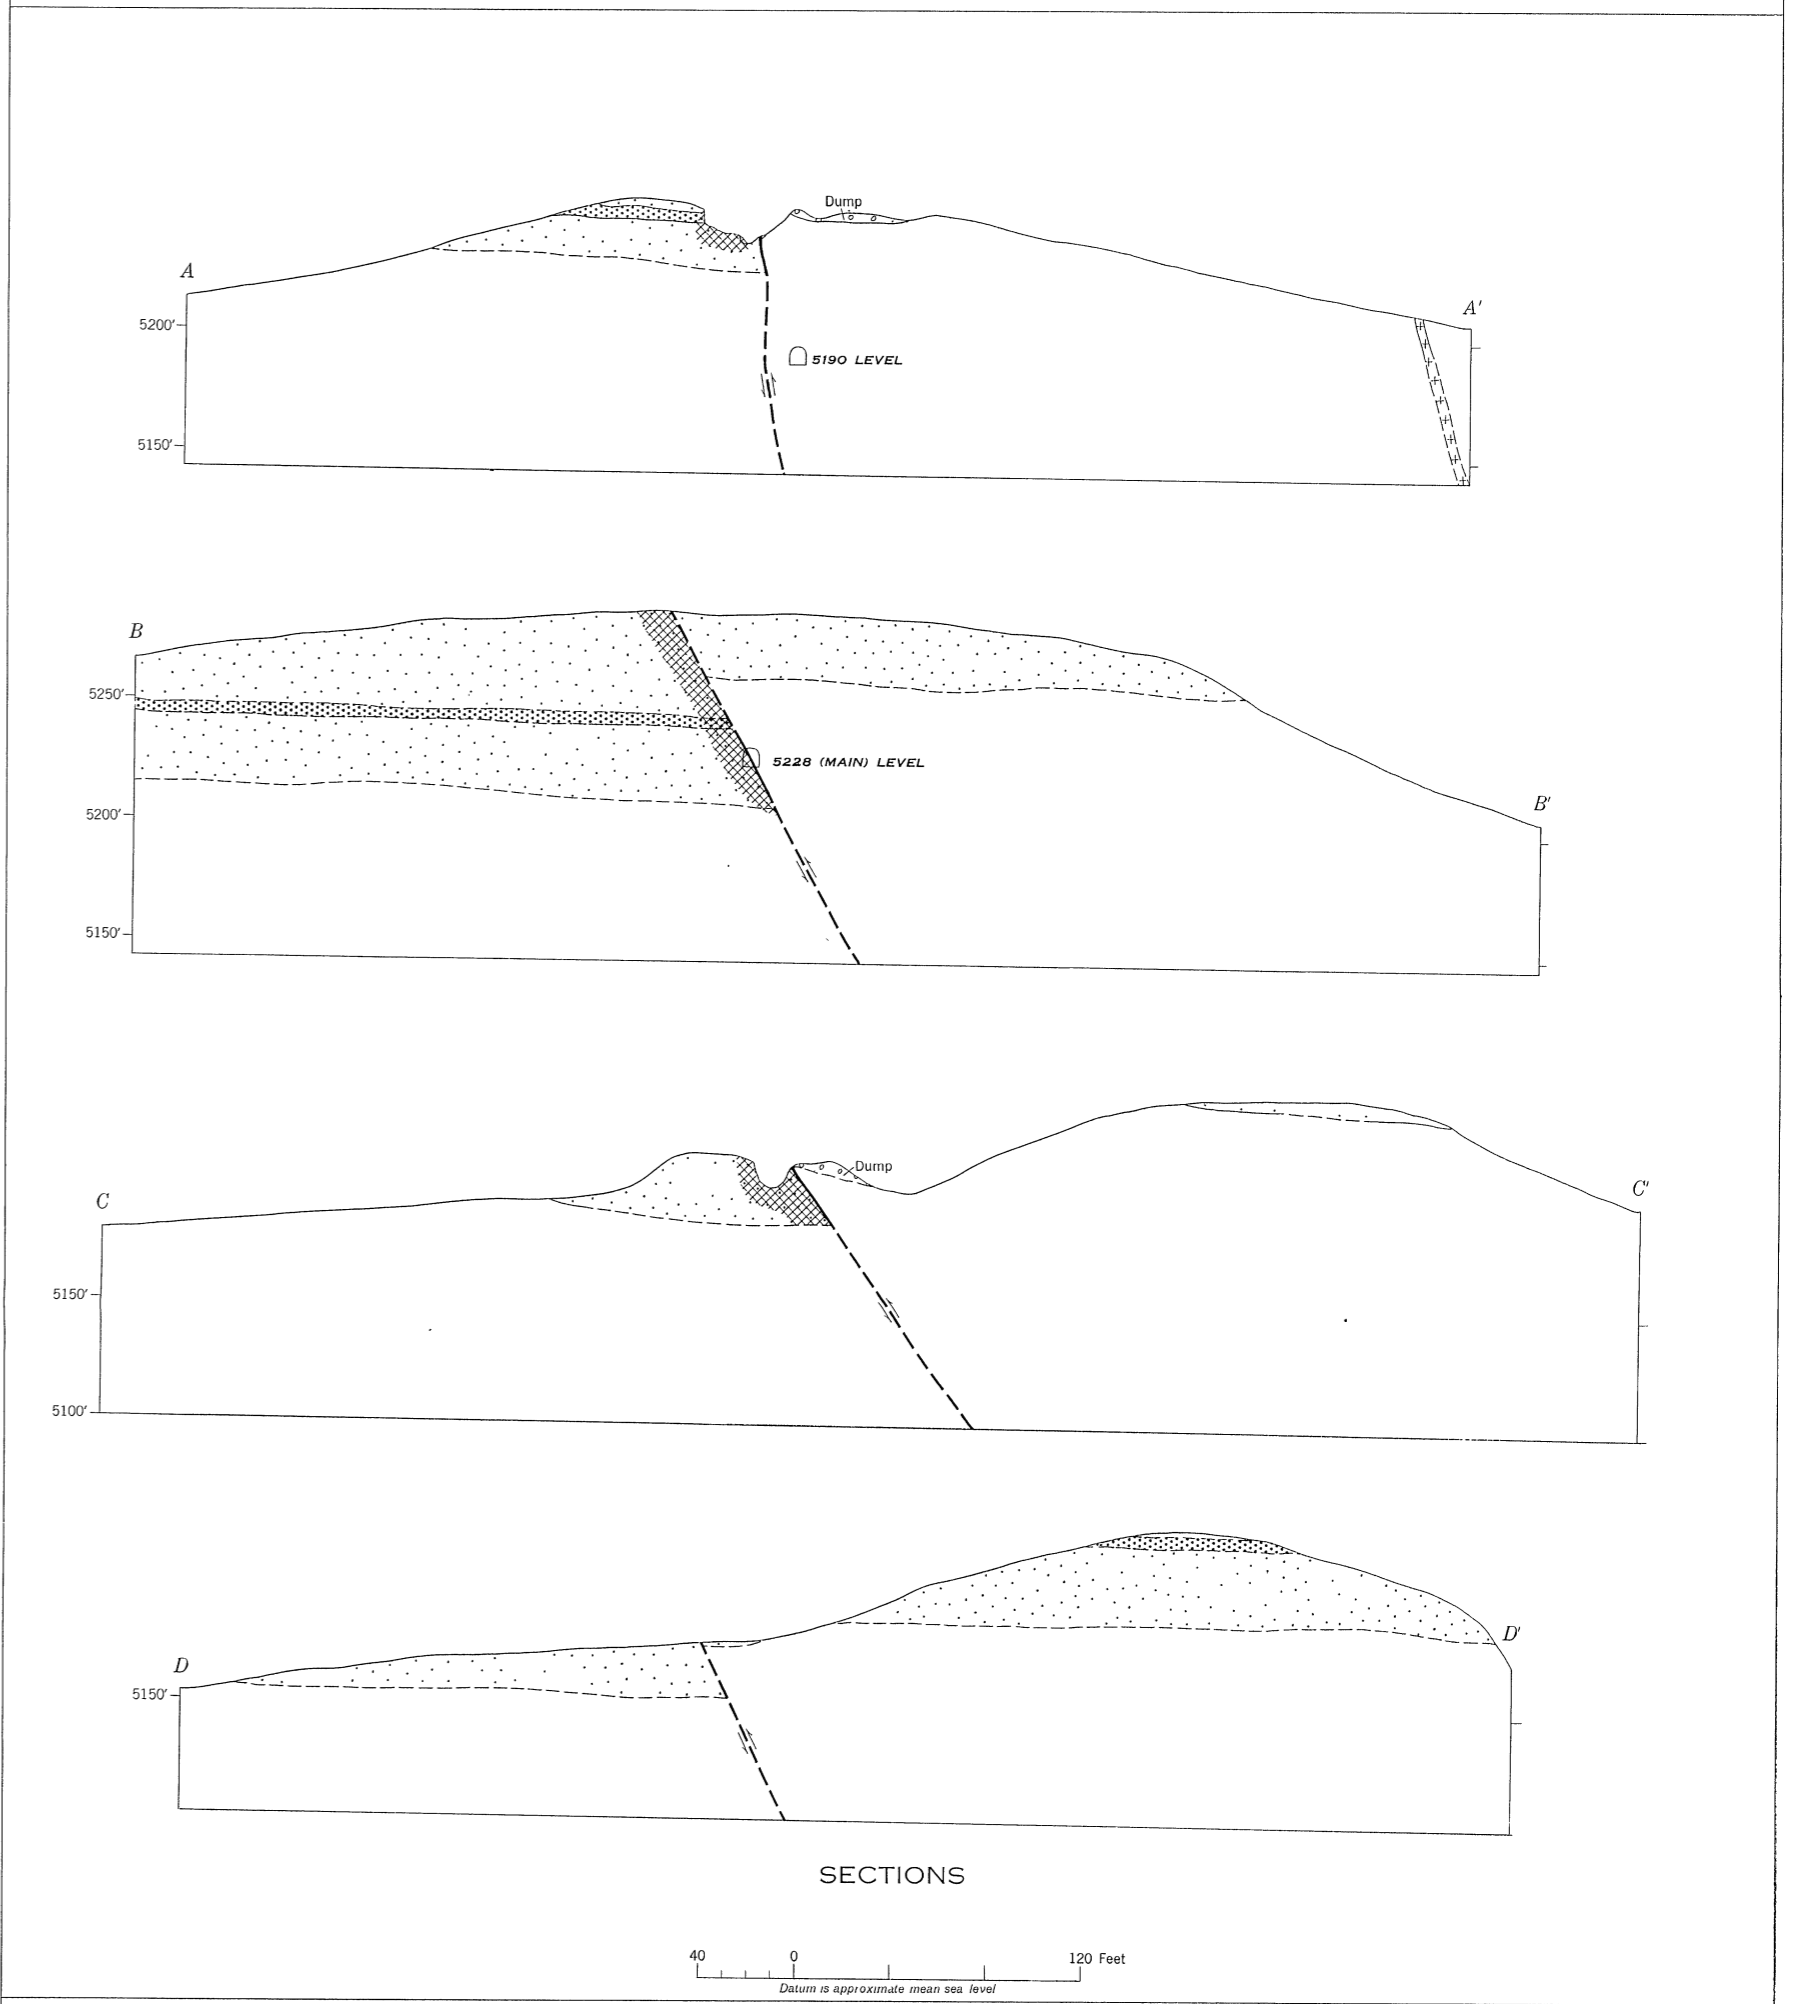 Dump
A
A'
5200'
5190 LEVEL
5150'
B
5250'
5228 (MAIN) LEVEL
5200'
B'
5150'
Dump
C
C'
5150'
5100'
D'
D
5150'
SECTIONS
40 0 120 Feet
Datum is approximate mean sea level